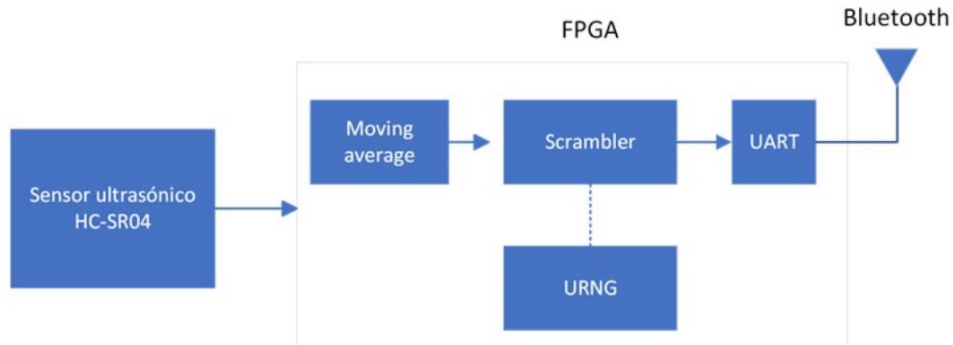 Bluetooth
FPGA
Moving
average
Scrambler
UART
Sensor ultrasónico
HC-SR04
URNG